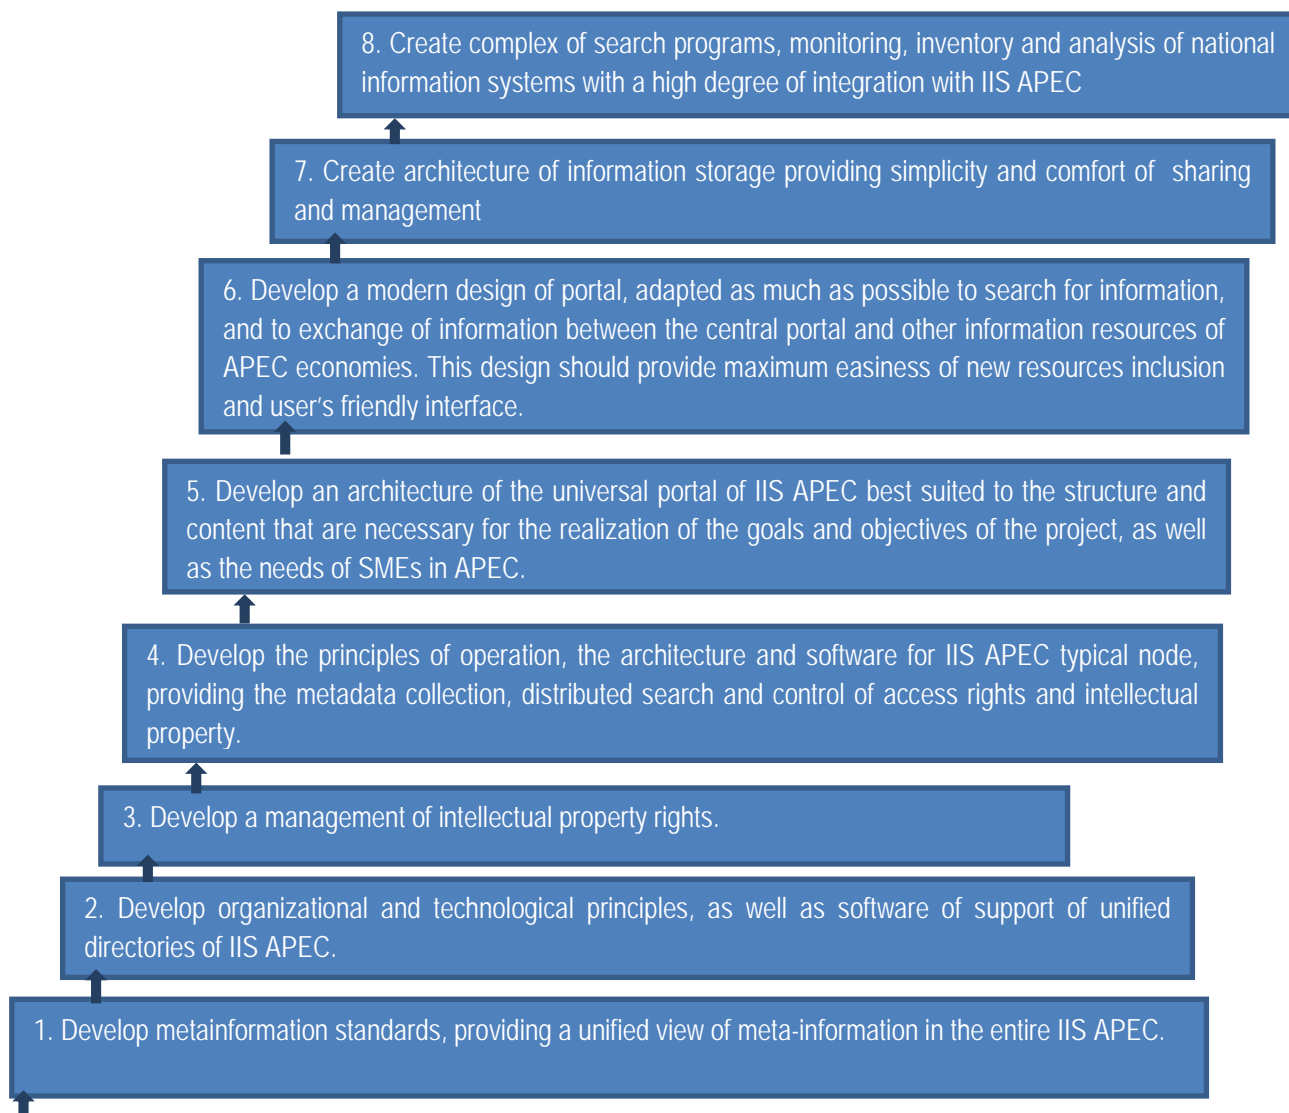 8. Create complex of search programs, monitoring, inventory and analysis of national
information systems with a high degree of integration with IIS APEC
7. Create architecture of information storage providing simplicity and comfort of sharing
and management
6. Develop a modern design of portal, adapted as much as possible to search for information,
and to exchange of information between the central portal and other information resources of
APEC economies. This design should provide maximum easiness of new resources inclusion
and user's friendly interface.
5. Develop an architecture of the universal portal of IIS APEC best suited to the structure and
content that are necessary for the realization of the goals and objectives of the project, as well
as the needs of SMEs in APEC.
4. Develop the principles of operation, the architecture and software for IIS APEC typical node,
providing the metadata collection, distributed search and control of access rights and intellectual
property.
3. Develop a management of intellectual property rights.
2. Develop organizational and technological principles, as well as software of support of unified
directories of IIS APEC.
1. Develop metainformation standards, providing a unified view of meta-information in the entire IIS APEC.